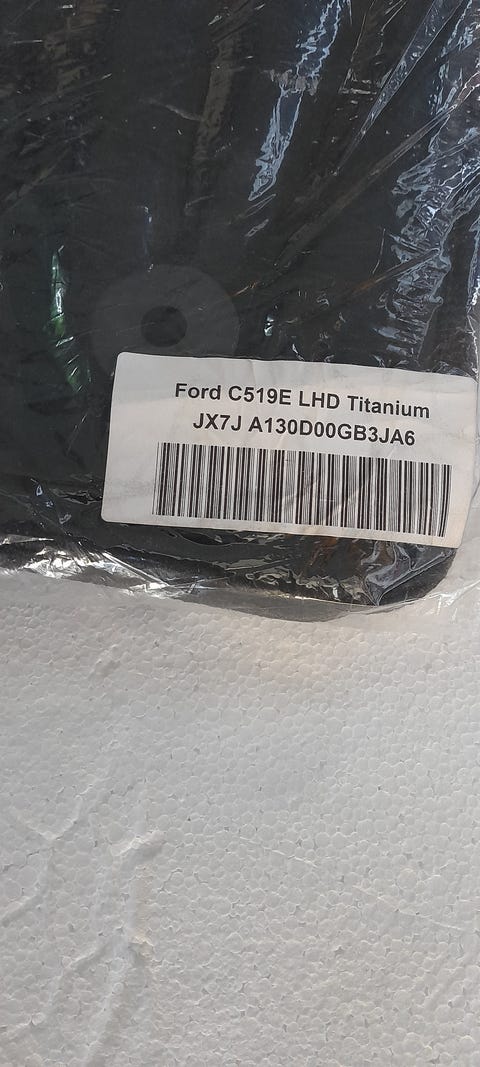 Ford C519E LHD Titanium
JX7J A130D00GB3JA6